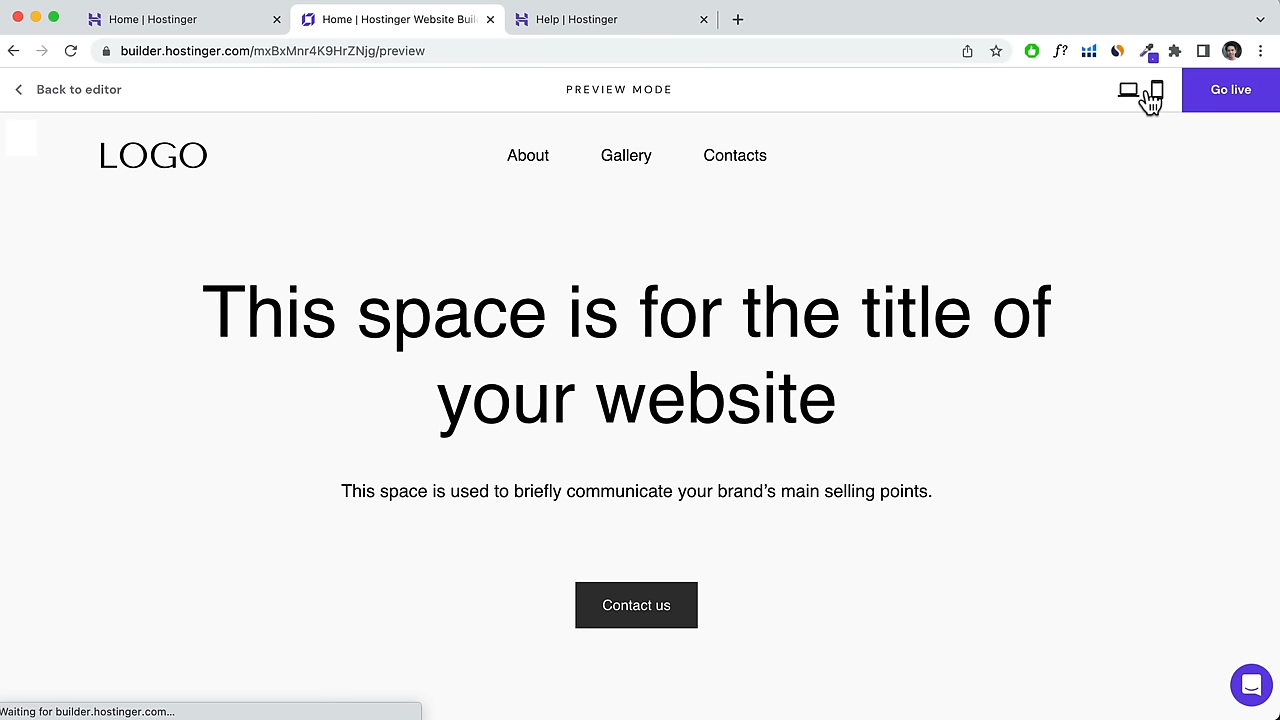 Home | Hostinger
Home | Hostinger Website Buil
Help | Hostinger
builder.hostinger.com/mxBxMnr4K9HrZNjg/preview
f?
Back to editor
PREVIEW MODE
Go live
LOGO
About
Gallery
Contacts
This space is for the title of
your website
This space is used to briefly communicate your brand’s main selling points.
Contact us
Waiting for builder.hostinger.com...